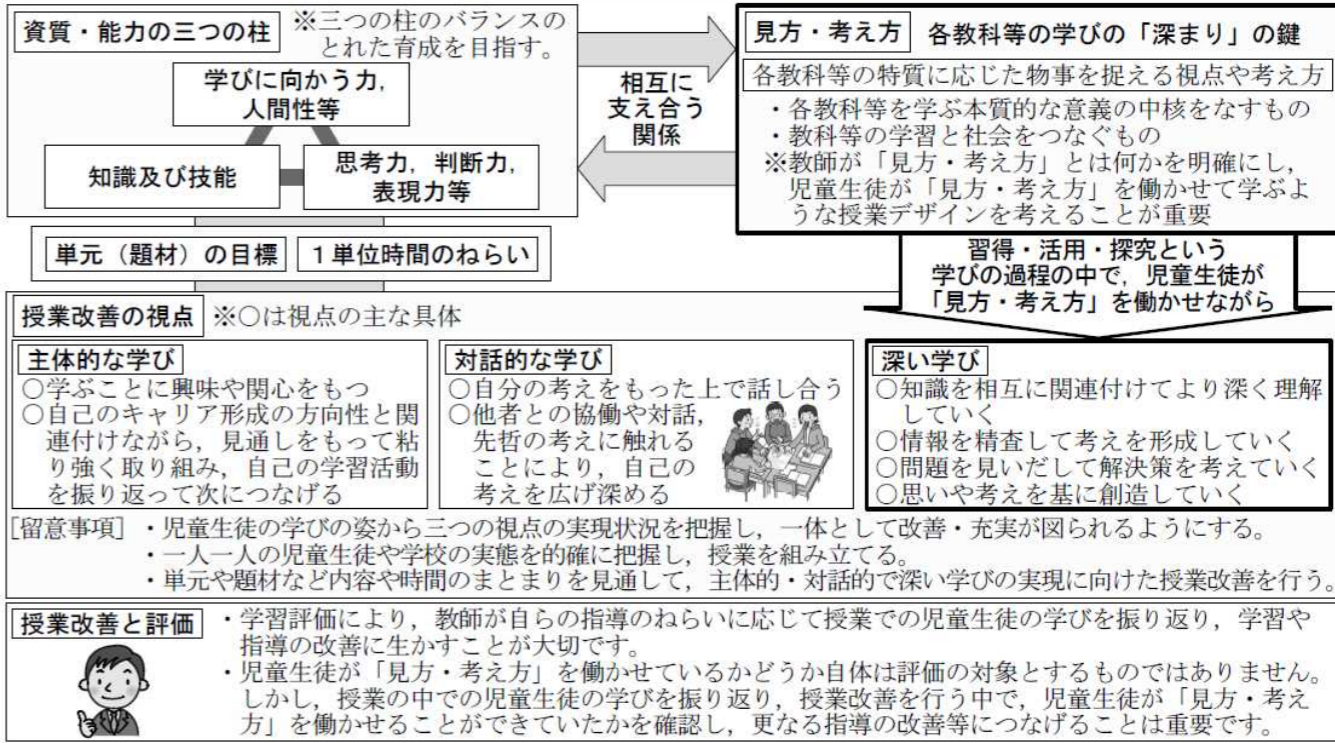 資質・能力の三つの柱
※三つの柱のバランスの
とれた育成を目指す。
学びに向かう力，
人間性等
知識及び技能
思考力，判断力，
表現力等
相互に
支え合う
関係
見方・考え方
各教科等の学びの「深まり」の鍵
各教科等の特質に応じた物事を捉える視点や考え方
・各教科等を学ぶ本質的な意義の中核をなすもの
・教科等の学習と社会をつなぐもの
※教師が「見方・考え方」とは何かを明確にし，
児童生徒が「見方・考え方」を働かせて学ぶよ
うな授業デザインを考えることが重要
単元（題材）の目標
１単位時間のねらい
習得・活用・探究という
学びの過程の中で，児童生徒が
「見方・考え方」を働かせながら
授業改善の視点
※○は視点の主な具体
主体的な学び
○学ぶことに興味や関心をもつ
○自己のキャリア形成の方向性と関
連付けながら，見通しをもって粘
り強く取り組み，自己の学習活動
を振り返って次につなげる
対話的な学び
○自分の考えをもった上で話し合う
○他者との協働や対話，
先哲の考えに触れる
ことにより，自己の
考えを広げ深める
深い学び
○知識を相互に関連付けてより深く理解
していく
○情報を精査して考えを形成していく
○問題を見いだして解決策を考えていく
○思いや考えを基に創造していく
[留意事項] ・児童生徒の学びの姿から三つの視点の実現状況を把握し，一体として改善・充実が図られるようにする。
・一人一人の児童生徒や学校の実態を的確に把握し，授業を組み立てる。
・単元や題材など内容や時間のまとまりを見通して，主体的・対話的で深い学びの実現に向けた授業改善を行う。
授業改善と評価
・学習評価により，教師が自らの指導のねらいに応じて授業での児童生徒の学びを振り返り，学習や
指導の改善に生かすことが大切です。
・児童生徒が「見方・考え方」を働かせているかどうか自体は評価の対象とするものではありません。
しかし，授業の中での児童生徒の学びを振り返り，授業改善を行う中で，児童生徒が「見方・考え
方」を働かせることができていたかを確認し，更なる指導の改善等につなげることは重要です。